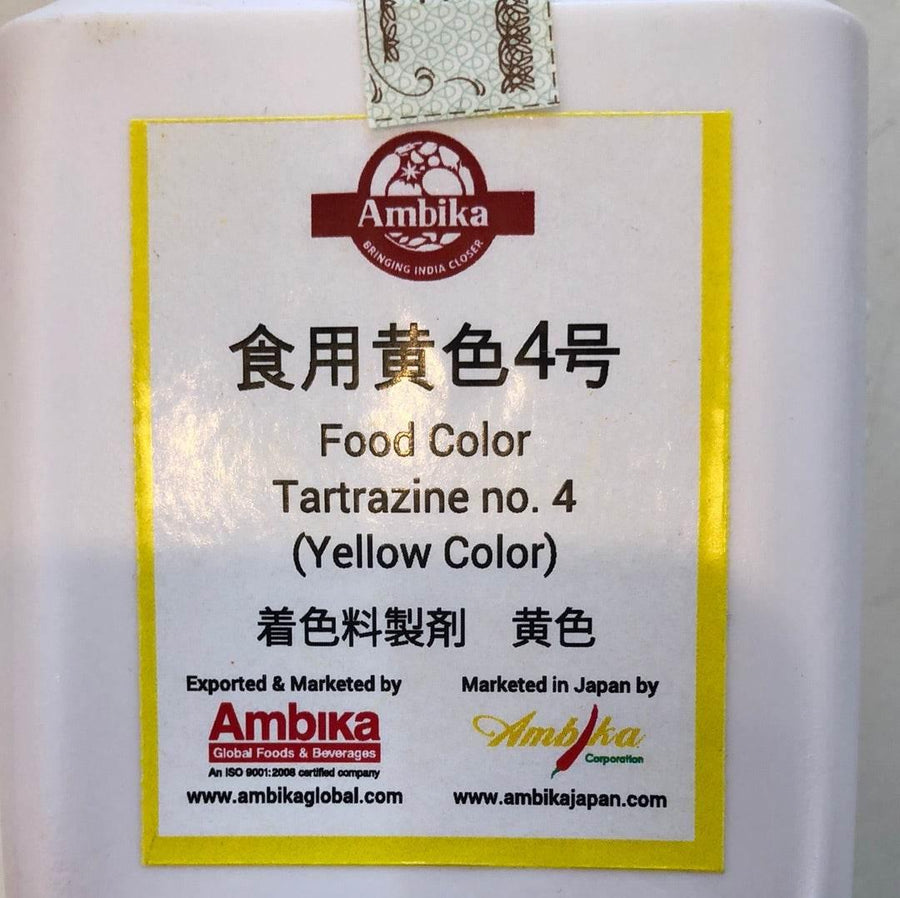 Ambika
BRINGING INDIA CLOSER
食用黄色4号
Food Color
Tartrazine no. 4
(Yellow Color)
着色料製剤 黄色
Exported & Marketed by
Ambika
Global Foods & Beverages
An ISO 9001:2008 certified company
www.ambikaglobal.com
Marketed in Japan by
Ambika
Corporation
www.ambikajapan.com